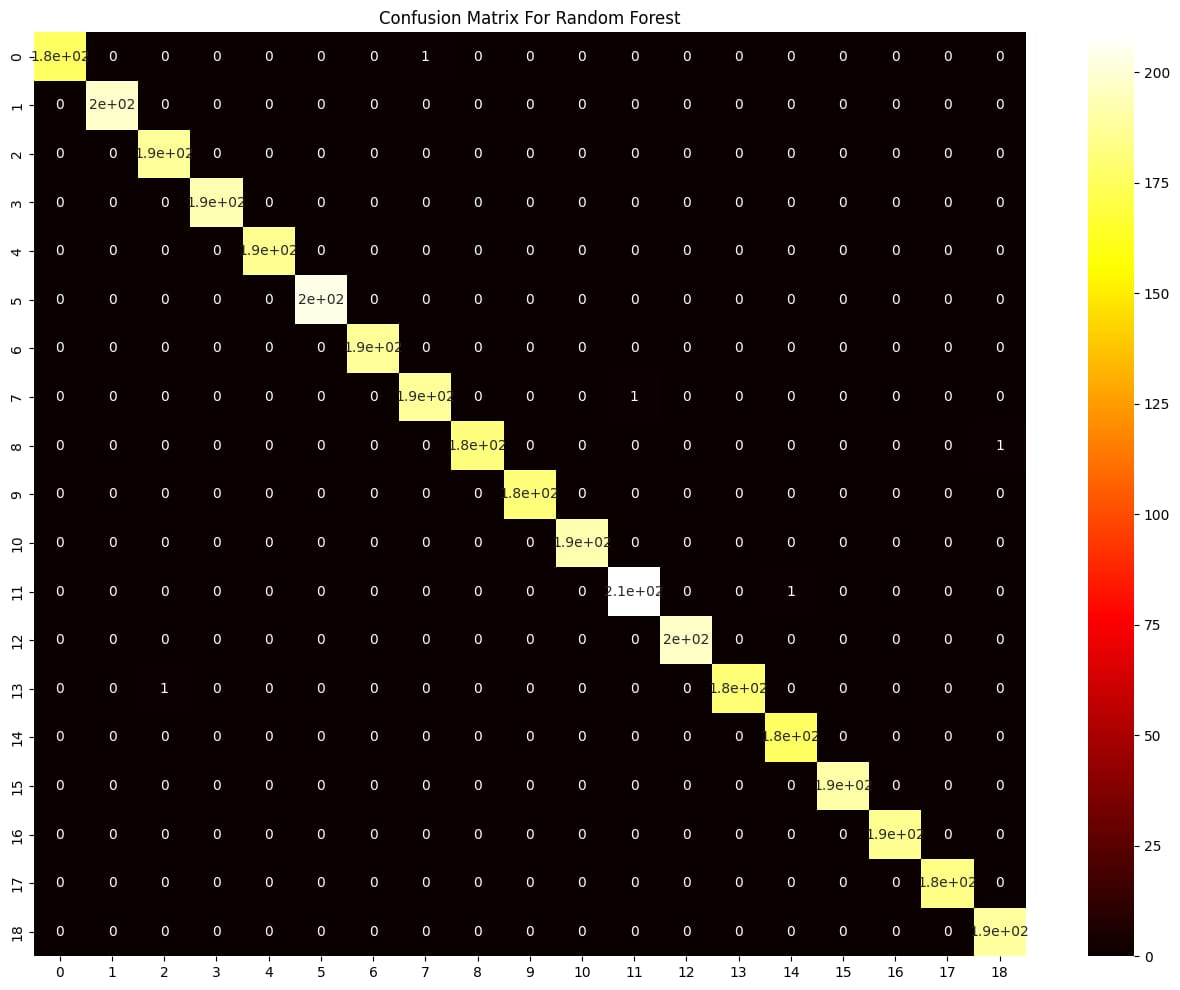 Confusion Matrix For Random Forest
0 1.8e+02 0 0 0 0 0 0 1 0 0 0 0 0 0 0 0 0 0 0
1 0 2e+02 0 0 0 0 0 0 0 0 0 0 0 0 0 0 0 0 0
2 0 0 1.9e+02 0 0 0 0 0 0 0 0 0 0 0 0 0 0 0 0
3 0 0 0 1.9e+02 0 0 0 0 0 0 0 0 0 0 0 0 0 0 0
4 0 0 0 0 1.9e+02 0 0 0 0 0 0 0 0 0 0 0 0 0 0
5 0 0 0 0 0 2e+02 0 0 0 0 0 0 0 0 0 0 0 0 0
6 0 0 0 0 0 0 1.9e+02 0 0 0 0 0 0 0 0 0 0 0 0
7 0 0 0 0 0 0 0 1.9e+02 0 0 0 1 0 0 0 0 0 0 0
8 0 0 0 0 0 0 0 0 1.8e+02 0 0 0 0 0 0 0 0 0 1
9 0 0 0 0 0 0 0 0 0 1.8e+02 0 0 0 0 0 0 0 0 0
10 0 0 0 0 0 0 0 0 0 0 1.9e+02 0 0 0 0 0 0 0 0
11 0 0 0 0 0 0 0 0 0 0 0 2.1e+02 0 0 1 0 0 0 0
12 0 0 0 0 0 0 0 0 0 0 0 0 2e+02 0 0 0 0 0 0
13 0 0 1 0 0 0 0 0 0 0 0 0 0 1.8e+02 0 0 0 0 0
14 0 0 0 0 0 0 0 0 0 0 0 0 0 0 1.8e+02 0 0 0 0
15 0 0 0 0 0 0 0 0 0 0 0 0 0 0 0 1.9e+02 0 0 0
16 0 0 0 0 0 0 0 0 0 0 0 0 0 0 0 0 1.9e+02 0 0
17 0 0 0 0 0 0 0 0 0 0 0 0 0 0 0 0 0 1.8e+02 0
18 0 0 0 0 0 0 0 0 0 0 0 0 0 0 0 0 0 0 1.9e+02
0 1 2 3 4 5 6 7 8 9 10 11 12 13 14 15 16 17 18
200
175
150
125
100
75
50
25
0